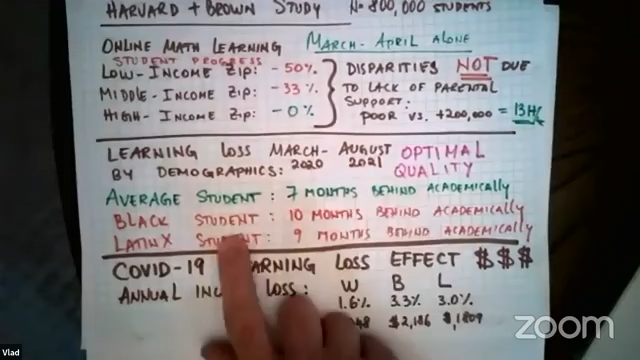 HARVARD + BROWN STUDY N= 800,000 STUDENTS
ONLINE MATH LEARNING MARCH-APRIL ALONE
STUDENT PROGRESS
LOW-INCOME ZIP: -50%
MIDDLE-INCOME ZIP: -33%
HIGH-INCOME ZIP: -0%
DISPARITIES NOT DUE
TO LACK OF PARENTAL
SUPPORT:
POOR VS. +200,000 =
LEARNING LOSS MARCH-AUGUST OPTIMAL
BY DEMOGRAPHICS: 2020 2021 QUALITY
AVERAGE STUDENT: 7 MONTHS BEHIND ACADEMICALLY
BLACK STUDENT: 10 MONTHS BEHIND ACADEMICALLY
LATINX STUDENT: 9 MONTHS BEHIND ACADEMICALLY
COVID-19 LOSS EFFECT $$$
ANNUAL LOSS: W B L
1.6% 3.3% 3.0%
$2,186 $1,809
zoom
Vlad